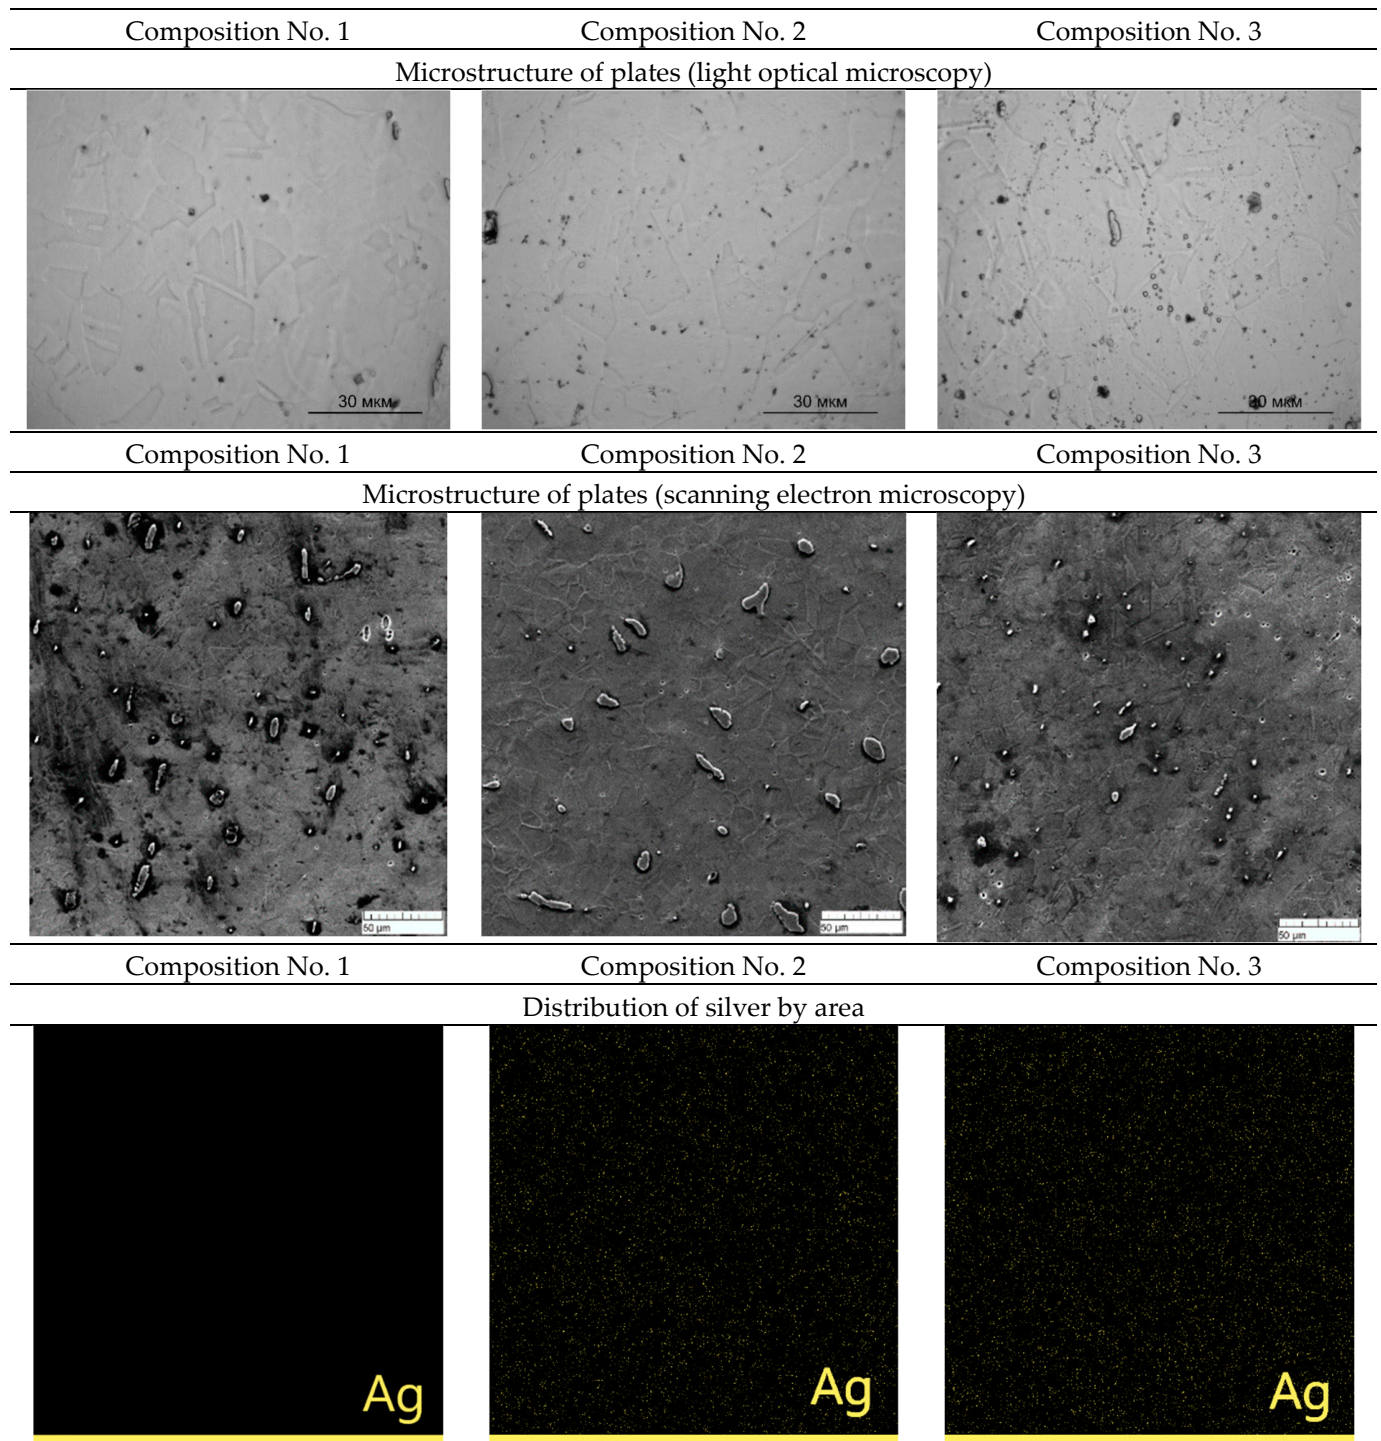 Composition No. 1 Composition No. 2 Composition No. 3
Microstructure of plates (light optical microscopy)
30 мкм 30 мкм 30 мкм
Composition No. 1 Composition No. 2 Composition No. 3
Microstructure of plates (scanning electron microscopy)
50 µm 50 µm 50 µm
Composition No. 1 Composition No. 2 Composition No. 3
Distribution of silver by area
Ag Ag Ag